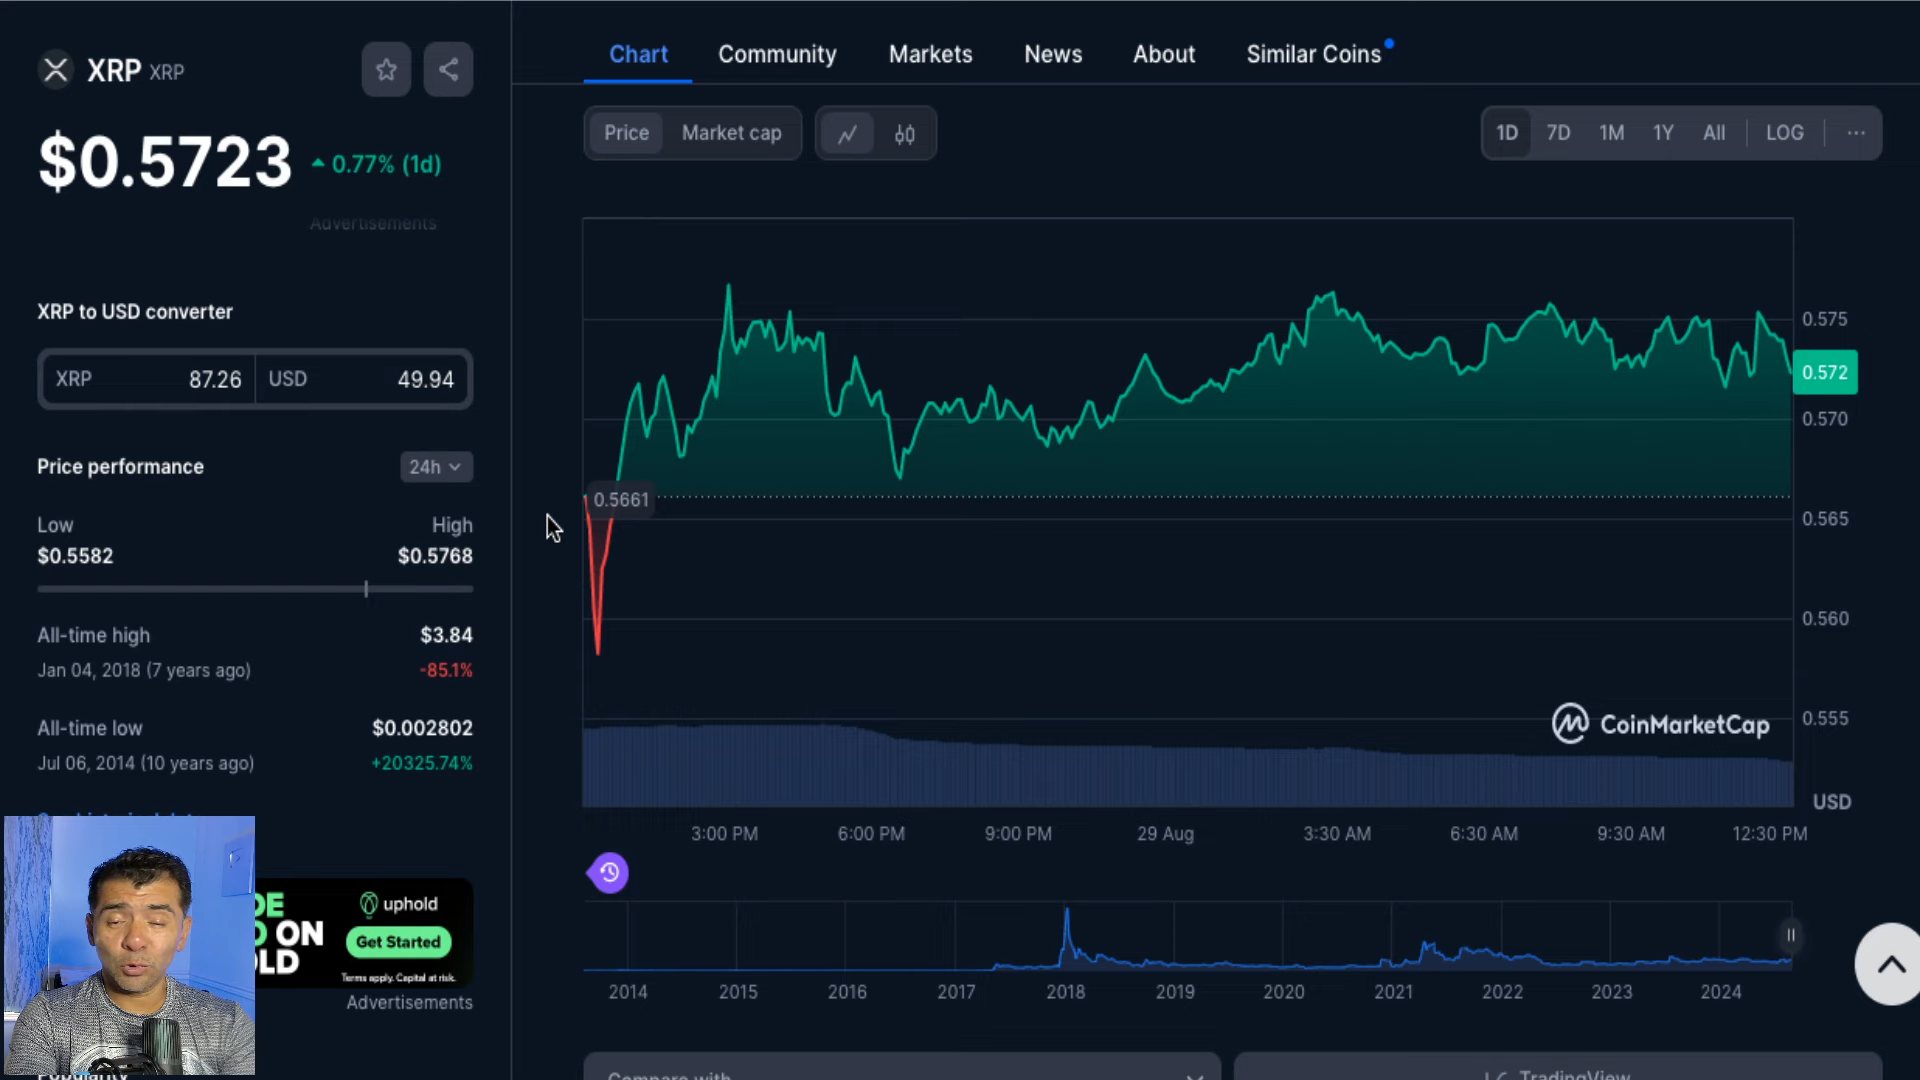 XRP XRP
$0.5723 0.77% (1d)
Advertisements
XRP to USD converter
XRP 87.26 USD 49.94
Price performance 24h
Low High
$0.5582 $0.5768
All-time high $3.84
Jan 04, 2018 (7 years ago) -85.1%
All-time low $0.002802
Jul 06, 2014 (10 years ago) +20325.74%
uphold
ON
Get Started
Terms apply. Capital at risk.
Advertisements
Popularity
Chart Community Markets News About Similar Coins
Price Market cap
1D 7D 1M 1Y All LOG ...
0.575
0.572
0.570
0.5661
0.565
0.560
CoinMarketCap
0.555
USD
3:00 PM 6:00 PM 9:00 PM 29 Aug 3:30 AM 6:30 AM 9:30 AM 12:30 PM
2014 2015 2016 2017 2018 2019 2020 2021 2022 2023 2024
Compare with TradingView